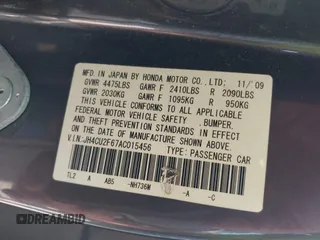 MFD. IN JAPAN BY HONDA MOTOR CO., LTD. 11/'09
GVWR 4475LBS GAWR F 2410LBS R 2090LBS
GVWR 2030KG GAWR F 1095KG R 950KG
THIS VEHICLE CONFORMS TO ALL APPLICABLE
FEDERAL MOTOR VEHICLE SAFETY , BUMPER,
AND THEFT PREVENTION STANDARDS IN EFFECT
ON THE DATE OF MANUFACTURE SHOWN ABOVE.
V.I.N:JH4CU2F67AC015456 TYPE: PASSENGER CAR
TL2 A AB5 -NH736M -A -C
DREAMBID